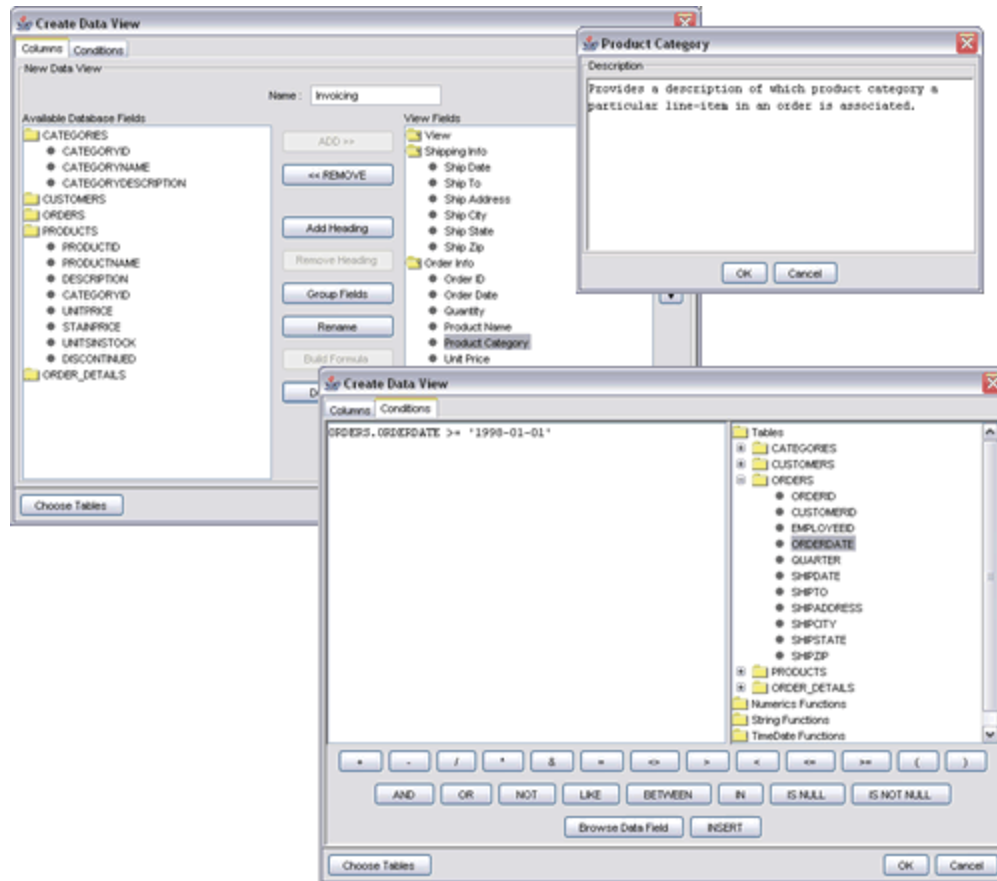 Create Data View
Columns Conditions
New Data View
Name : Invoicing
Available Database Fields
CATEGORIES
CATEGORYID
CATEGORYNAME
CATEGORYDESCRIPTION
CUSTOMERS
ORDERS
PRODUCTS
PRODUCTID
PRODUCTNAME
DESCRIPTION
CATEGORYID
UNITPRICE
STAINPRICE
UNITSINSTOCK
DISCONTINUED
ORDER_DETAILS
ADD >>
<< REMOVE
Add Heading
Remove Heading
Group Fields
Rename
Build Formula
View Fields
View
Shipping Info
Ship Date
Ship To
Ship Address
Ship City
Ship State
Ship Zip
Order Info
Order ID
Order Date
Quantity
Product Name
Product Category
Unit Price
Choose Tables
Product Category
Description
Provides a description of which product category a
particular line-item in an order is associated.
OK Cancel
Create Data View
Columns Conditions
ORDERS.ORDERDATE >= '1998-01-01'
Tables
CATEGORIES
CUSTOMERS
ORDERS
ORDERID
CUSTOMERID
EMPLOYEEID
ORDERDATE
QUARTER
SHIPDATE
SHIPTO
SHIPADDRESS
SHIPCITY
SHIPSTATE
SHIPZIP
PRODUCTS
ORDER_DETAILS
Numerics Functions
String Functions
TimeDate Functions
+ - / * & = <> > < <= >= ( )
AND OR NOT LIKE BETWEEN IN IS NULL IS NOT NULL
Browse Data Field INSERT
Choose Tables OK Cancel